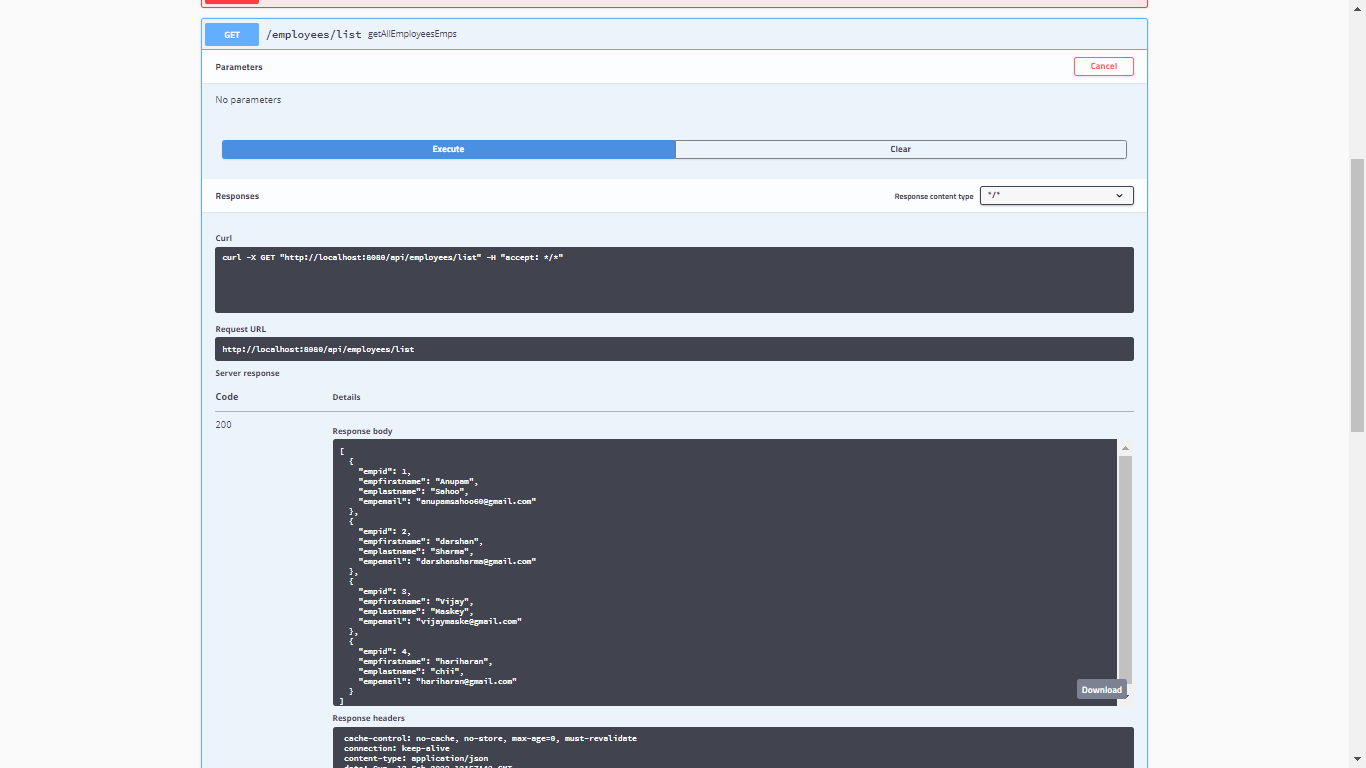 GET /employees/list getAllEmployeesEmps
Parameters Cancel
No parameters
Execute Clear
Responses Response content type */*
Curl
curl -X GET "http://localhost:8080/api/employees/list" -H "accept: */*"
Request URL
http://localhost:8080/api/employees/list
Server response
Code Details
200
Response body
[
{
"empid": 1,
"empfirstname": "Anupam",
"emplastname": "Sahoo",
"empemail": "anupamsahoo60@gmail.com"
},
{
"empid": 2,
"empfirstname": "darshan",
"emplastname": "Sharma",
"empemail": "darshansharma@gmail.com"
},
{
"empid": 3,
"empfirstname": "Vijay",
"emplastname": "Maskey",
"empemail": "vijaymaske@gmail.com"
},
{
"empid": 4,
"empfirstname": "hariharan",
"emplastname": "chii",
"empemail": "hariharan@gmail.com"
}
]
Download
Response headers
cache-control: no-cache, no-store, max-age=0, must-revalidate
connection: keep-alive
content-type: application/json